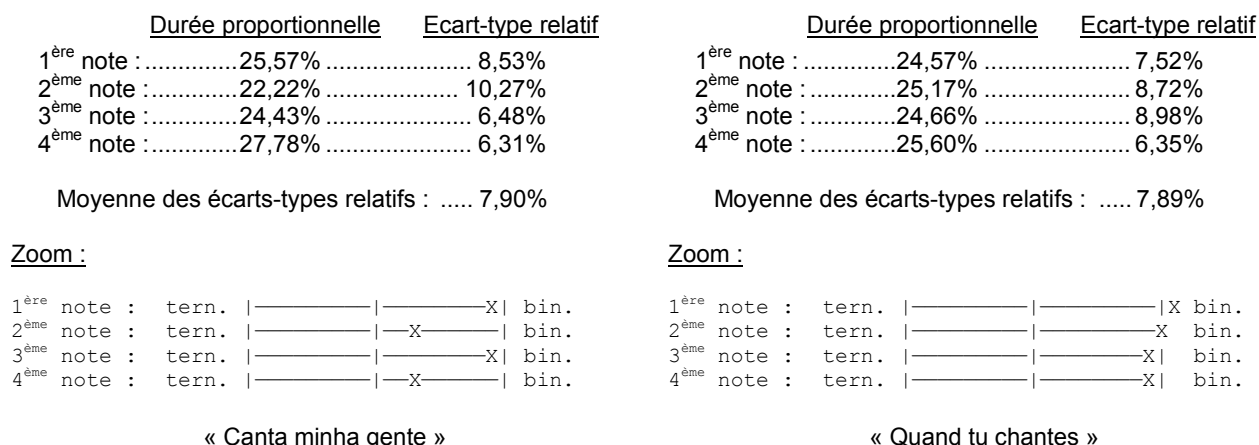 Durée proportionnelle Ecart-type relatif
1ère note :..............25,57% ...................... 8,53%
2ème note :.............22,22% .................... 10,27%
3ème note :.............24,43% ...................... 6,48%
4ème note :.............27,78% ...................... 6,31%
Moyenne des écarts-types relatifs : ..... 7,90%
Zoom :
1ère note : tern. |─────────|────────X| bin.
2ème note : tern. |─────────|──X──────| bin.
3ème note : tern. |─────────|────────X| bin.
4ème note : tern. |─────────|──X──────| bin.
« Canta minha gente »
Durée proportionnelle Ecart-type relatif
1ère note :..............24,57% ...................... 7,52%
2ème note :.............25,17% ...................... 8,72%
3ème note :.............24,66% ...................... 8,98%
4ème note :.............25,60% ...................... 6,35%
Moyenne des écarts-types relatifs : ..... 7,89%
Zoom :
1ère note : tern. |─────────|─────────|X bin.
2ème note : tern. |─────────|─────────X bin.
3ème note : tern. |─────────|────────X| bin.
4ème note : tern. |─────────|────────X| bin.
« Quand tu chantes »